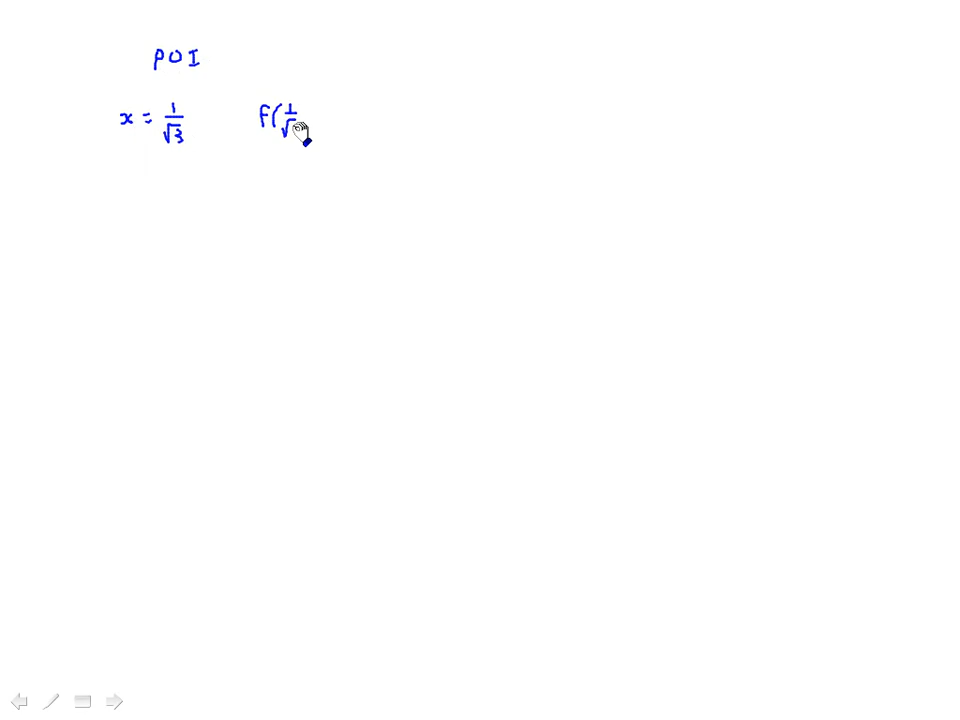 POI
x = 1/√3 f(1/√